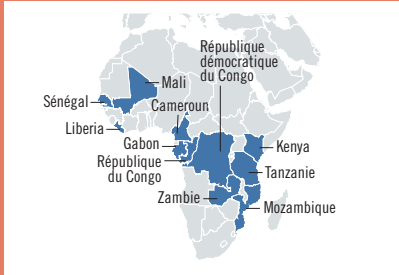 République
démocratique
du Congo
Mali
Sénégal
Cameroun
Liberia
Gabon
Kenya
République
du Congo
Tanzanie
Zambie
Mozambique